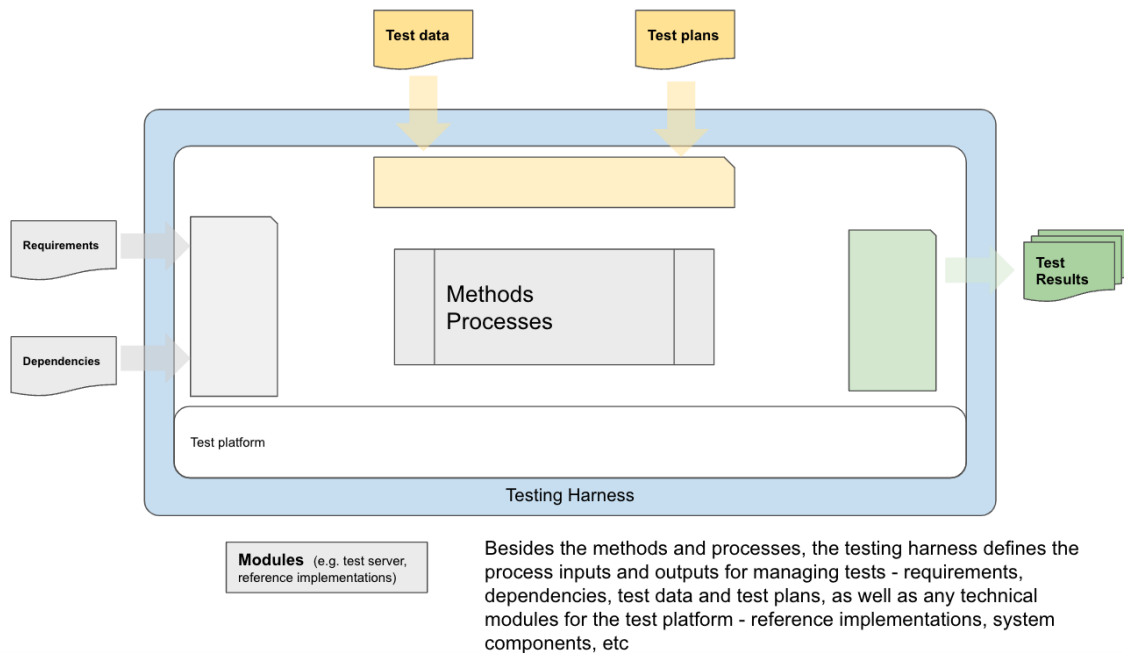 Test data
Test plans
Requirements
Dependencies
Methods
Processes
Test
Results
Test platform
Testing Harness
Modules (e.g. test server,
reference implementations)
Besides the methods and processes, the testing harness defines the
process inputs and outputs for managing tests - requirements,
dependencies, test data and test plans, as well as any technical
modules for the test platform - reference implementations, system
components, etc